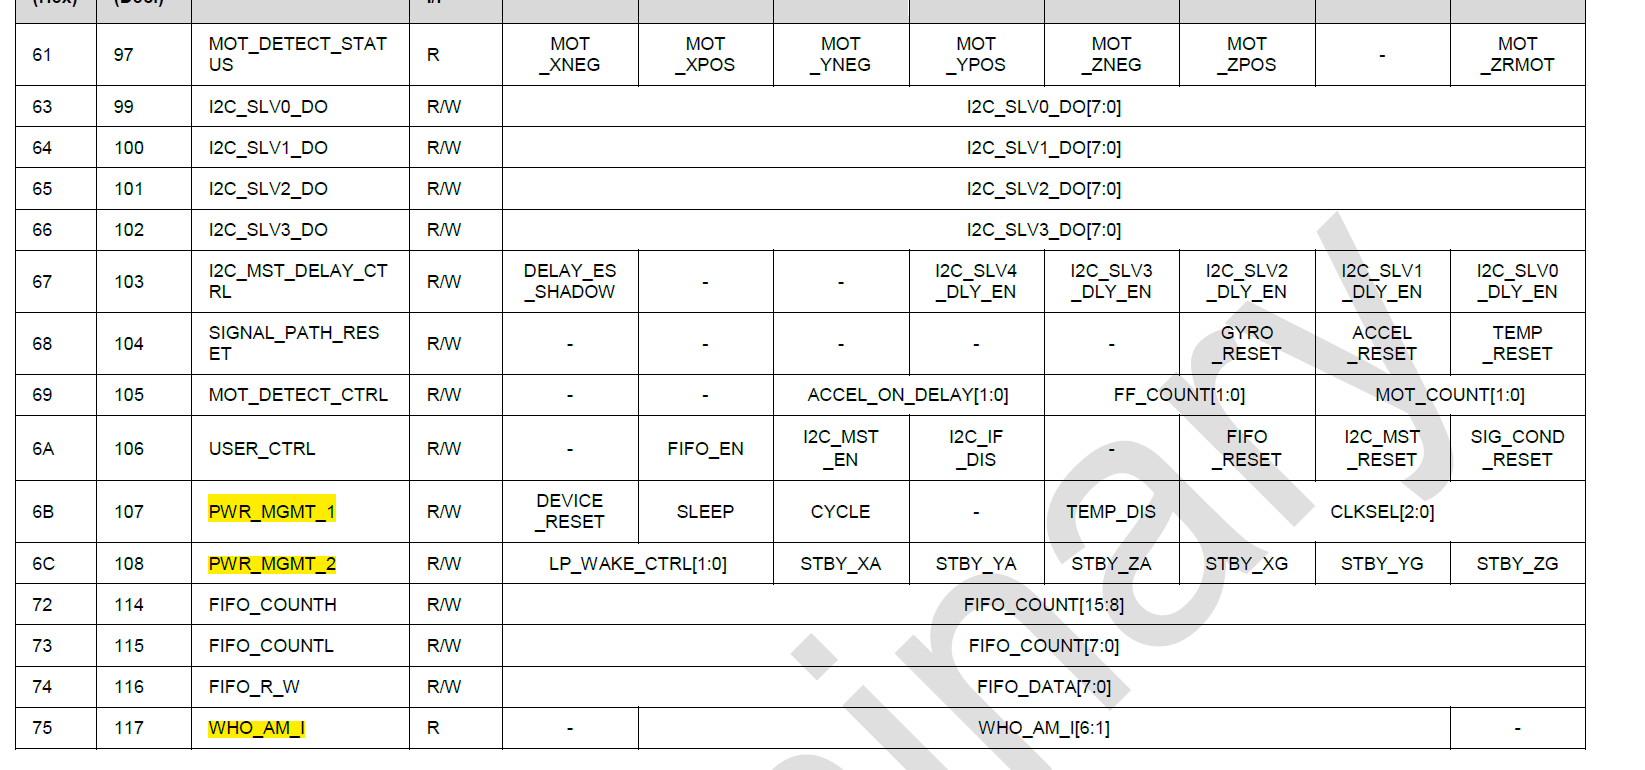 (Hex) (Dec.) I/F
61 97 MOT_DETECT_STAT R MOT MOT MOT MOT MOT MOT - MOT
US _XNEG _XPOS _YNEG _YPOS _ZNEG _ZPOS _ZRMOT
63 99 I2C_SLV0_DO R/W I2C_SLV0_DO[7:0]
64 100 I2C_SLV1_DO R/W I2C_SLV1_DO[7:0]
65 101 I2C_SLV2_DO R/W I2C_SLV2_DO[7:0]
66 102 I2C_SLV3_DO R/W I2C_SLV3_DO[7:0]
67 103 I2C_MST_DELAY_CT R/W DELAY_ES - - I2C_SLV4 I2C_SLV3 I2C_SLV2 I2C_SLV1 I2C_SLV0
RL _SHADOW _DLY_EN _DLY_EN _DLY_EN _DLY_EN _DLY_EN
68 104 SIGNAL_PATH_RES R/W - - - - - GYRO ACCEL TEMP
ET _RESET _RESET _RESET
69 105 MOT_DETECT_CTRL R/W - - ACCEL_ON_DELAY[1:0] FF_COUNT[1:0] MOT_COUNT[1:0]
6A 106 USER_CTRL R/W - FIFO_EN I2C_MST I2C_IF - FIFO I2C_MST SIG_COND
_EN _DIS _RESET _RESET _RESET
6B 107 PWR_MGMT_1 R/W DEVICE SLEEP CYCLE - TEMP_DIS CLKSEL[2:0]
_RESET
6C 108 PWR_MGMT_2 R/W LP_WAKE_CTRL[1:0] STBY_XA STBY_YA STBY_ZA STBY_XG STBY_YG STBY_ZG
72 114 FIFO_COUNTH R/W FIFO_COUNT[15:8]
73 115 FIFO_COUNTL R/W FIFO_COUNT[7:0]
74 116 FIFO_R_W R/W FIFO_DATA[7:0]
75 117 WHO_AM_I R - WHO_AM_I[6:1] -
inary